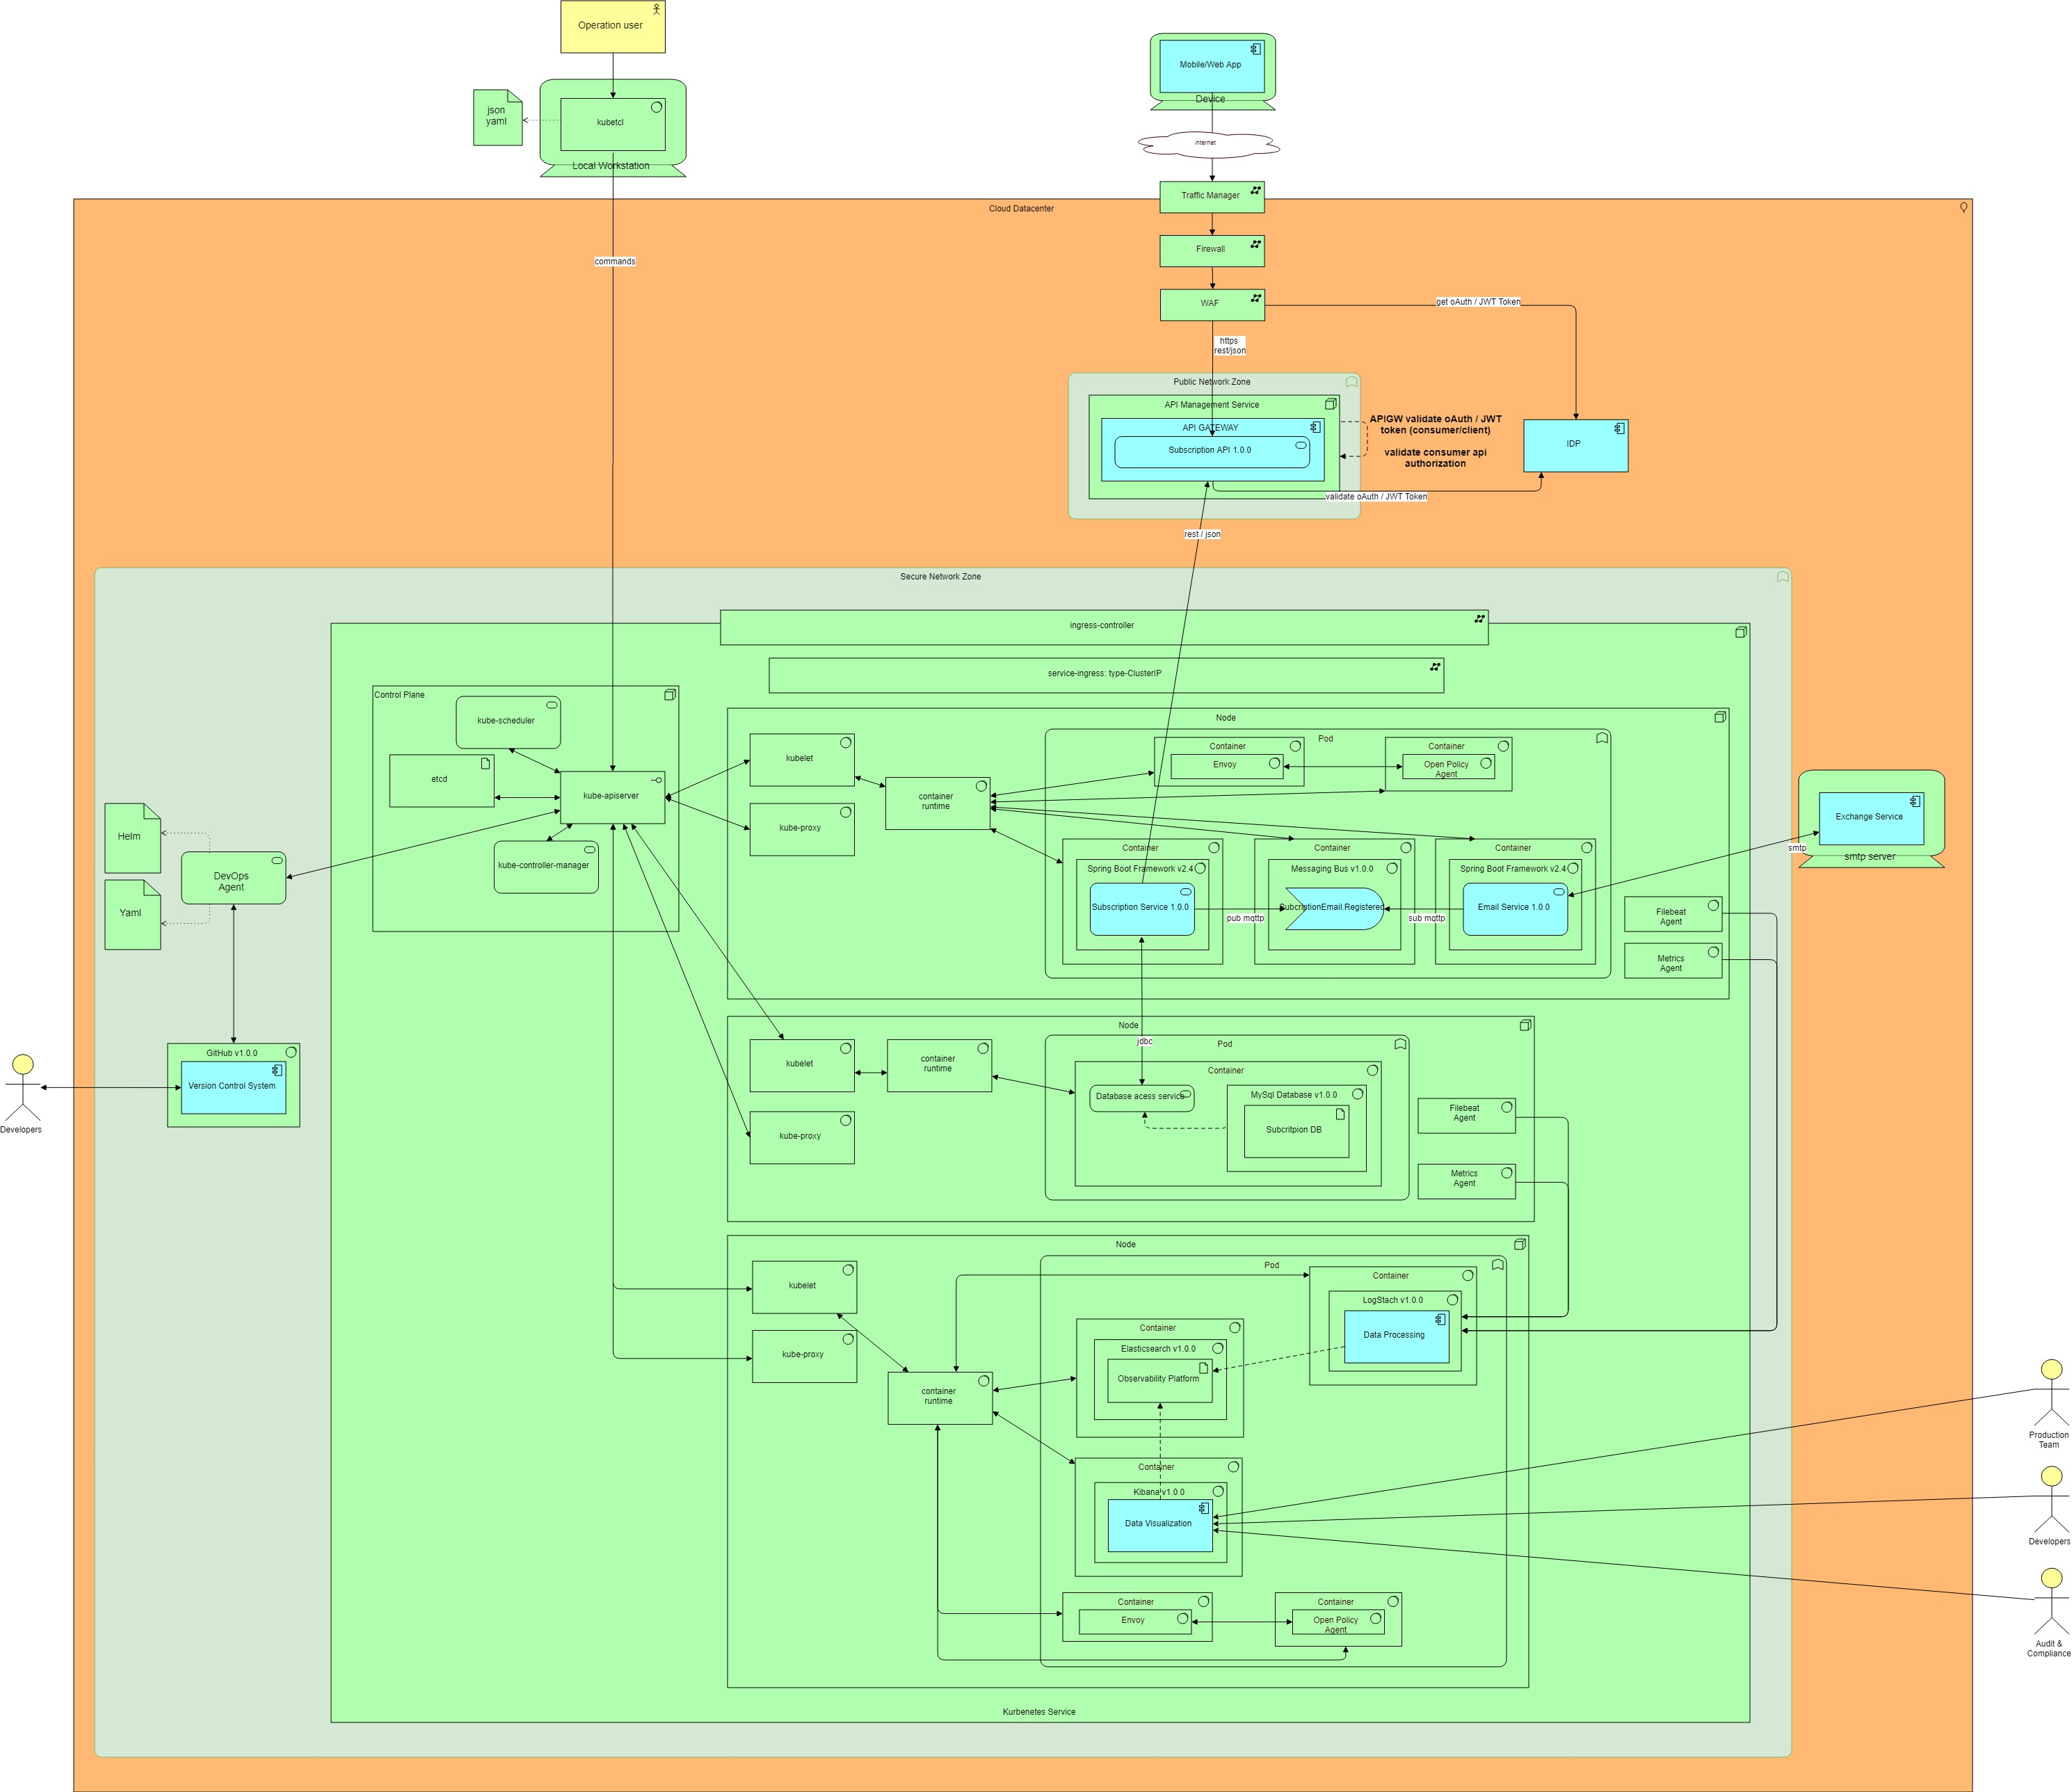 Operation user
json
yaml
kubetcl
Local Workstation
Mobile/Web App
Device
internet
Traffic Manager
Cloud Datacenter
Firewall
commands
WAF
get oAuth / JWT Token
https
rest/json
Public Network Zone
API Management Service
API GATEWAY
Subscription API 1.0.0
APIGW validate oAuth / JWT
token (consumer/client)
validate consumer api
authorization
IDP
validate oAuth / JWT Token
rest / json
Secure Network Zone
ingress-controller
service-ingress: type-ClusterIP
Control Plane
kube-scheduler
etcd
kube-apiserver
kube-controller-manager
Node
kubelet
kube-proxy
container
runtime
Pod
Container
Envoy
Container
Open Policy
Agent
Container
Spring Boot Framework v2.4
Subscription Service 1.0.0
pub mqttp
Container
Messaging Bus v1.0.0
SubcriptionEmail.Registered
sub mqttp
Container
Spring Boot Framework v2.4
Email Service 1.0.0
Filebeat
Agent
Metrics
Agent
smtp
Exchange Service
smtp server
Helm
Yaml
DevOps
Agent
GitHub v1.0.0
Version Control System
Developers
Node
kubelet
kube-proxy
container
runtime
jdbc
Pod
Container
Database acess service
MySql Database v1.0.0
Subcritpion DB
Filebeat
Agent
Metrics
Agent
Node
kubelet
kube-proxy
container
runtime
Pod
Container
LogStach v1.0.0
Data Processing
Container
Elasticsearch v1.0.0
Observability Platform
Container
Kibana v1.0.0
Data Visualization
Container
Envoy
Container
Open Policy
Agent
Production
Team
Developers
Audit &
Compliance
Kurbenetes Service